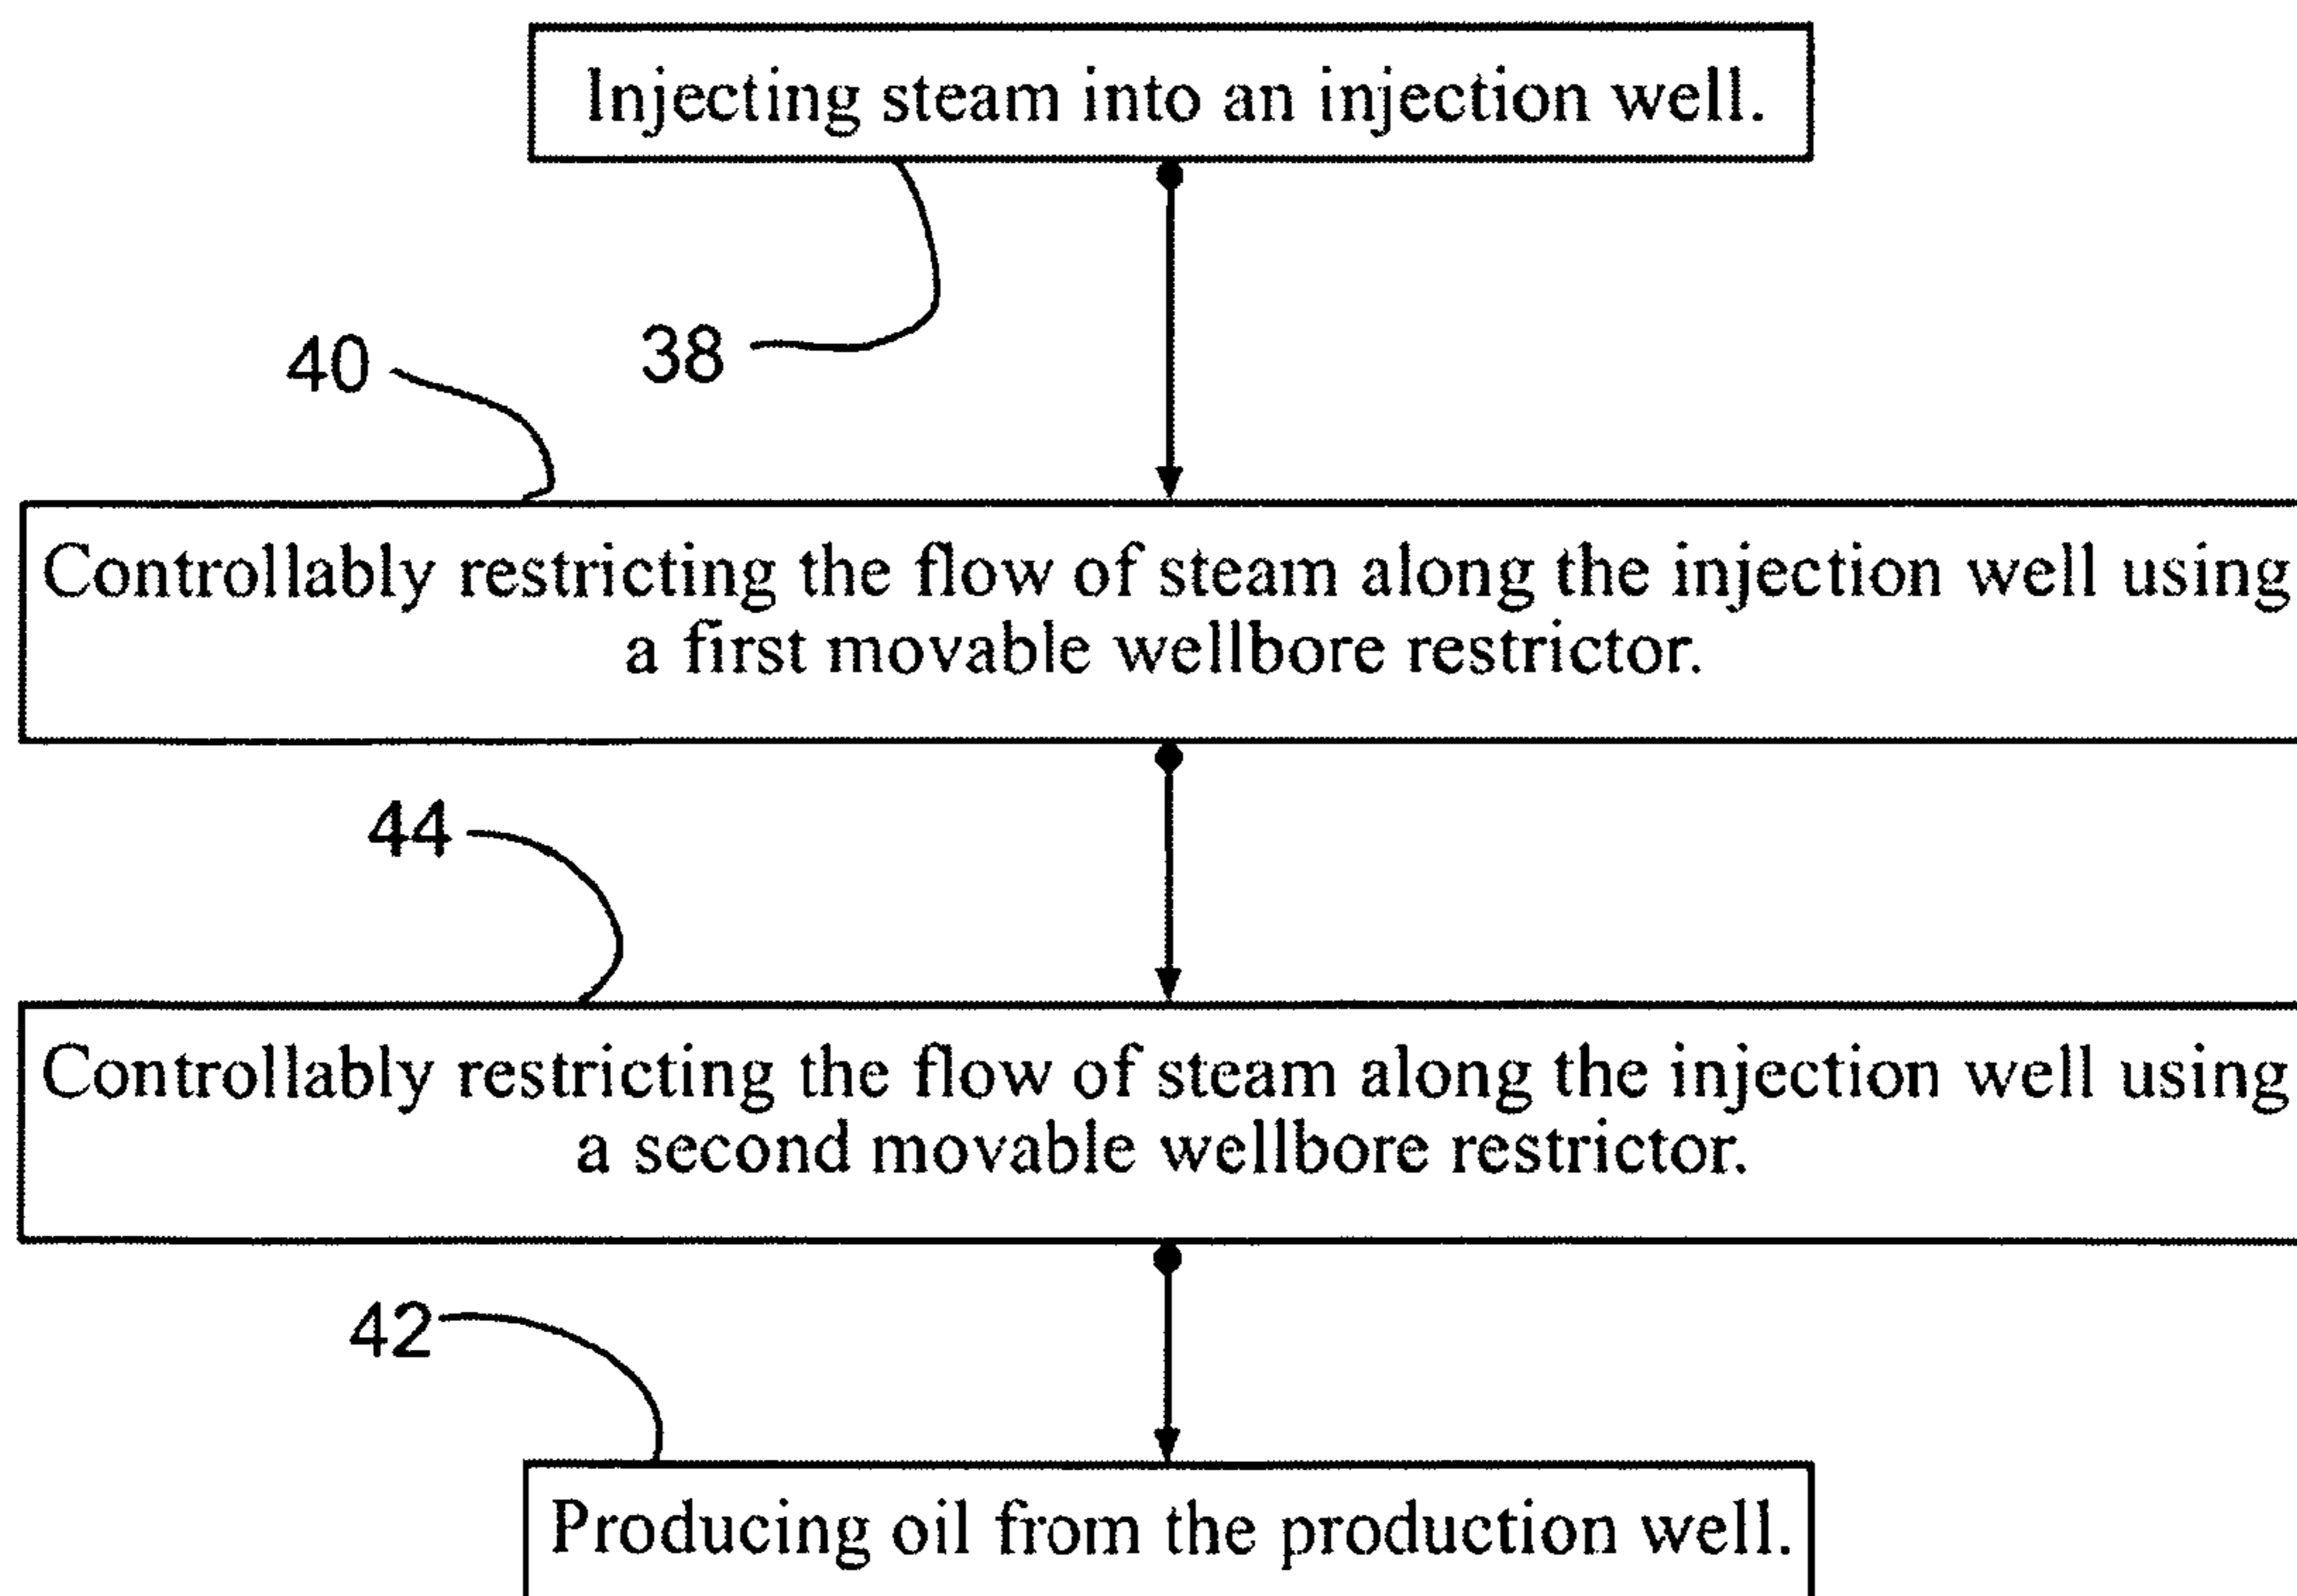 Injecting steam into an injection well.
38
40
Controllably restricting the flow of steam along the injection well using
a first movable wellbore restrictor.
44
Controllably restricting the flow of steam along the injection well using
a second movable wellbore restrictor.
42
Producing oil from the production well.